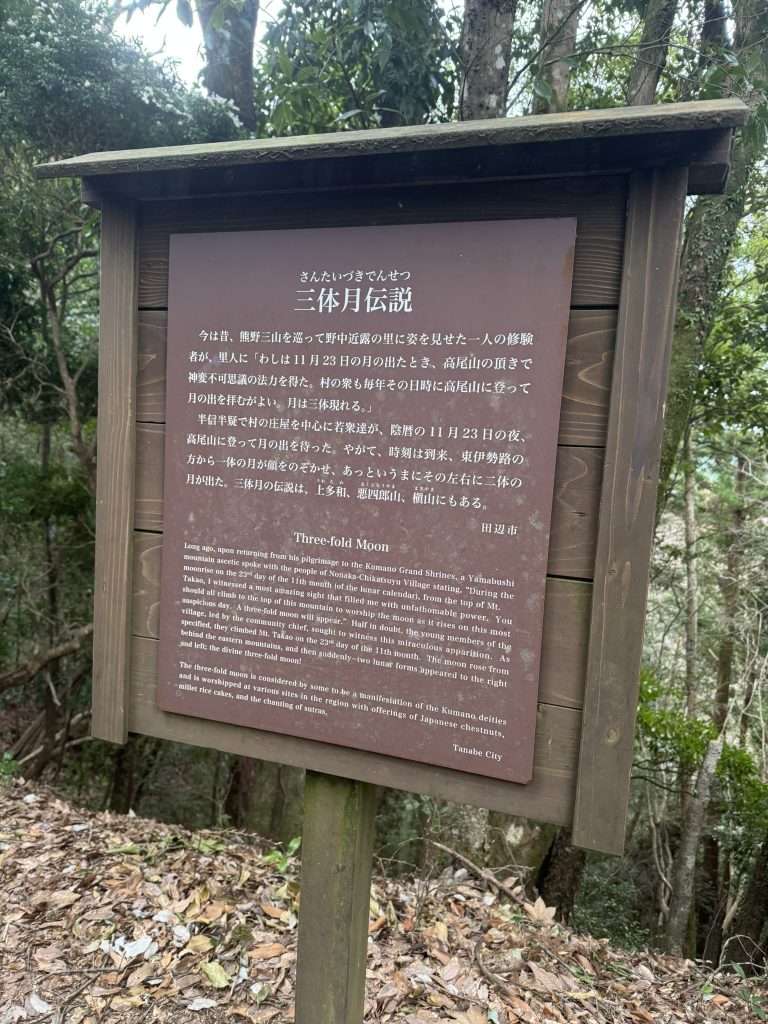 さんたいづきでんせつ
三体月伝説
今は昔、熊野三山を巡って野中近露の里に姿を見せた一人の修験
者が、里人に「わしは11月23日の月の出たとき、高尾山の頂きで
神変不可思議の法力を得た。村の衆も毎年その日時に高尾山に登って
月の出を拝むがよい。月は三体現れる。」
半信半疑で村の庄屋を中心に若衆達が、陰暦の11月23日の夜、
高尾山に登って月の出を待った。やがて、時刻は到来、東伊勢路の
方から一体の月が顔をのぞかせ、あっというまにその左右に二体の
月が出た。三体月の伝説は、上多和、悪四郎山、槇山にもある。
田辺市
Three-fold Moon
Long ago, upon returning from his pilgrimage to the Kumano Grand Shrines, a Yamabushi
mountain ascetic spoke with the people of Nonaka-Chikatsuyu Village stating, "During the
moonrise on the 23rd day of the 11th month (of the lunar calendar), from the top of Mt.
Takao, I witnessed a most amazing sight that filled me with unfathomable power. You
should all climb to the top of this mountain to worship the moon as it rises on this most
auspicious day. A three-fold moon will appear." Half in doubt, the young members of the
village, led by the community chief, sought to witness this miraculous apparition. As
specified, they climbed Mt. Takao on the 23rd day of the 11th month. The moon rose from
behind the eastern mountains, and then suddenly–two lunar forms appeared to the right
and left; the divine three-fold moon!
The three-fold moon is considered by some to be a manifestation of the Kumano deities
and is worshipped at various sites in the region with offerings of Japanese chestnuts,
millet rice cakes, and the chanting of sutras.
Tanabe City